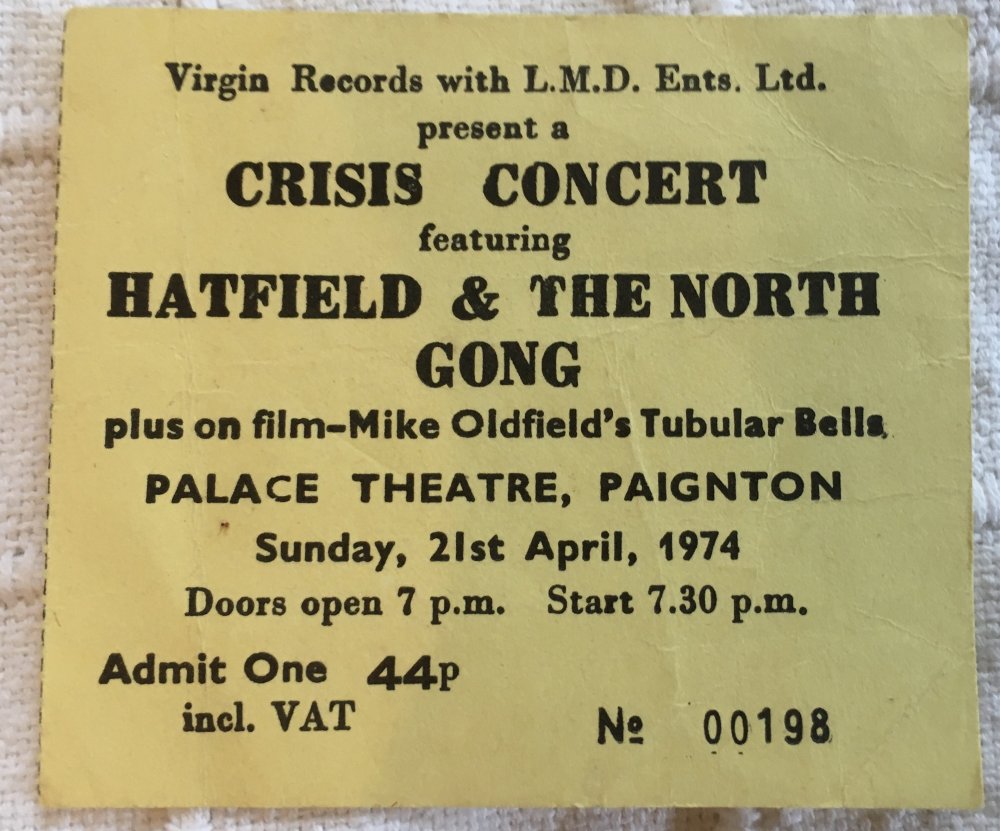 Virgin Records with L.M.D. Ents. Ltd.
present a
CRISIS CONCERT
featuring
HATFIELD & THE NORTH
GONG
plus on film-Mike Oldfield's Tubular Bells
PALACE THEATRE, PAIGNTON
Sunday, 21st April, 1974
Doors open 7 p.m. Start 7.30 p.m.
Admit One 44p
incl. VAT
№ 00198